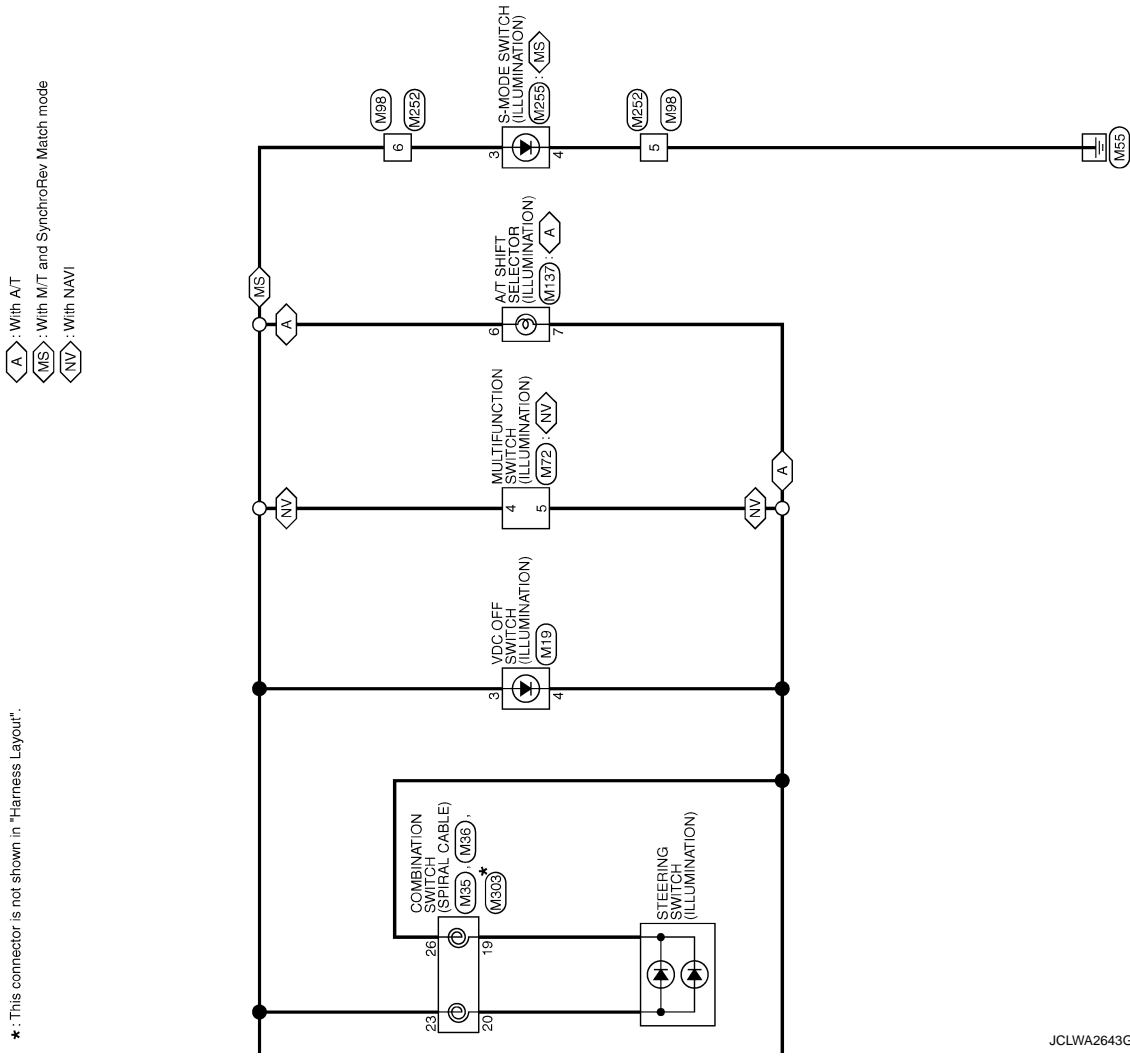 A : With A/T
MS : With M/T and SynchroRev Match mode
NV : With NAVI
* : This connector is not shown in "Harness Layout".
COMBINATION
SWITCH
(SPIRAL CABLE)
M35 , M36 ,
* M303
23
26
20
19
STEERING
SWITCH
(ILLUMINATION)
VDC OFF
SWITCH
(ILLUMINATION)
M19
3
4
NV
MULTIFUNCTION
SWITCH
(ILLUMINATION)
M72 : NV
4
5
NV
A
A
A/T SHIFT
SELECTOR
(ILLUMINATION)
M137 : A
6
7
MS
M98
6
M252
S-MODE SWITCH
(ILLUMINATION)
M255 : MS
3
4
M252
5
M98
M55
JCLWA2643G